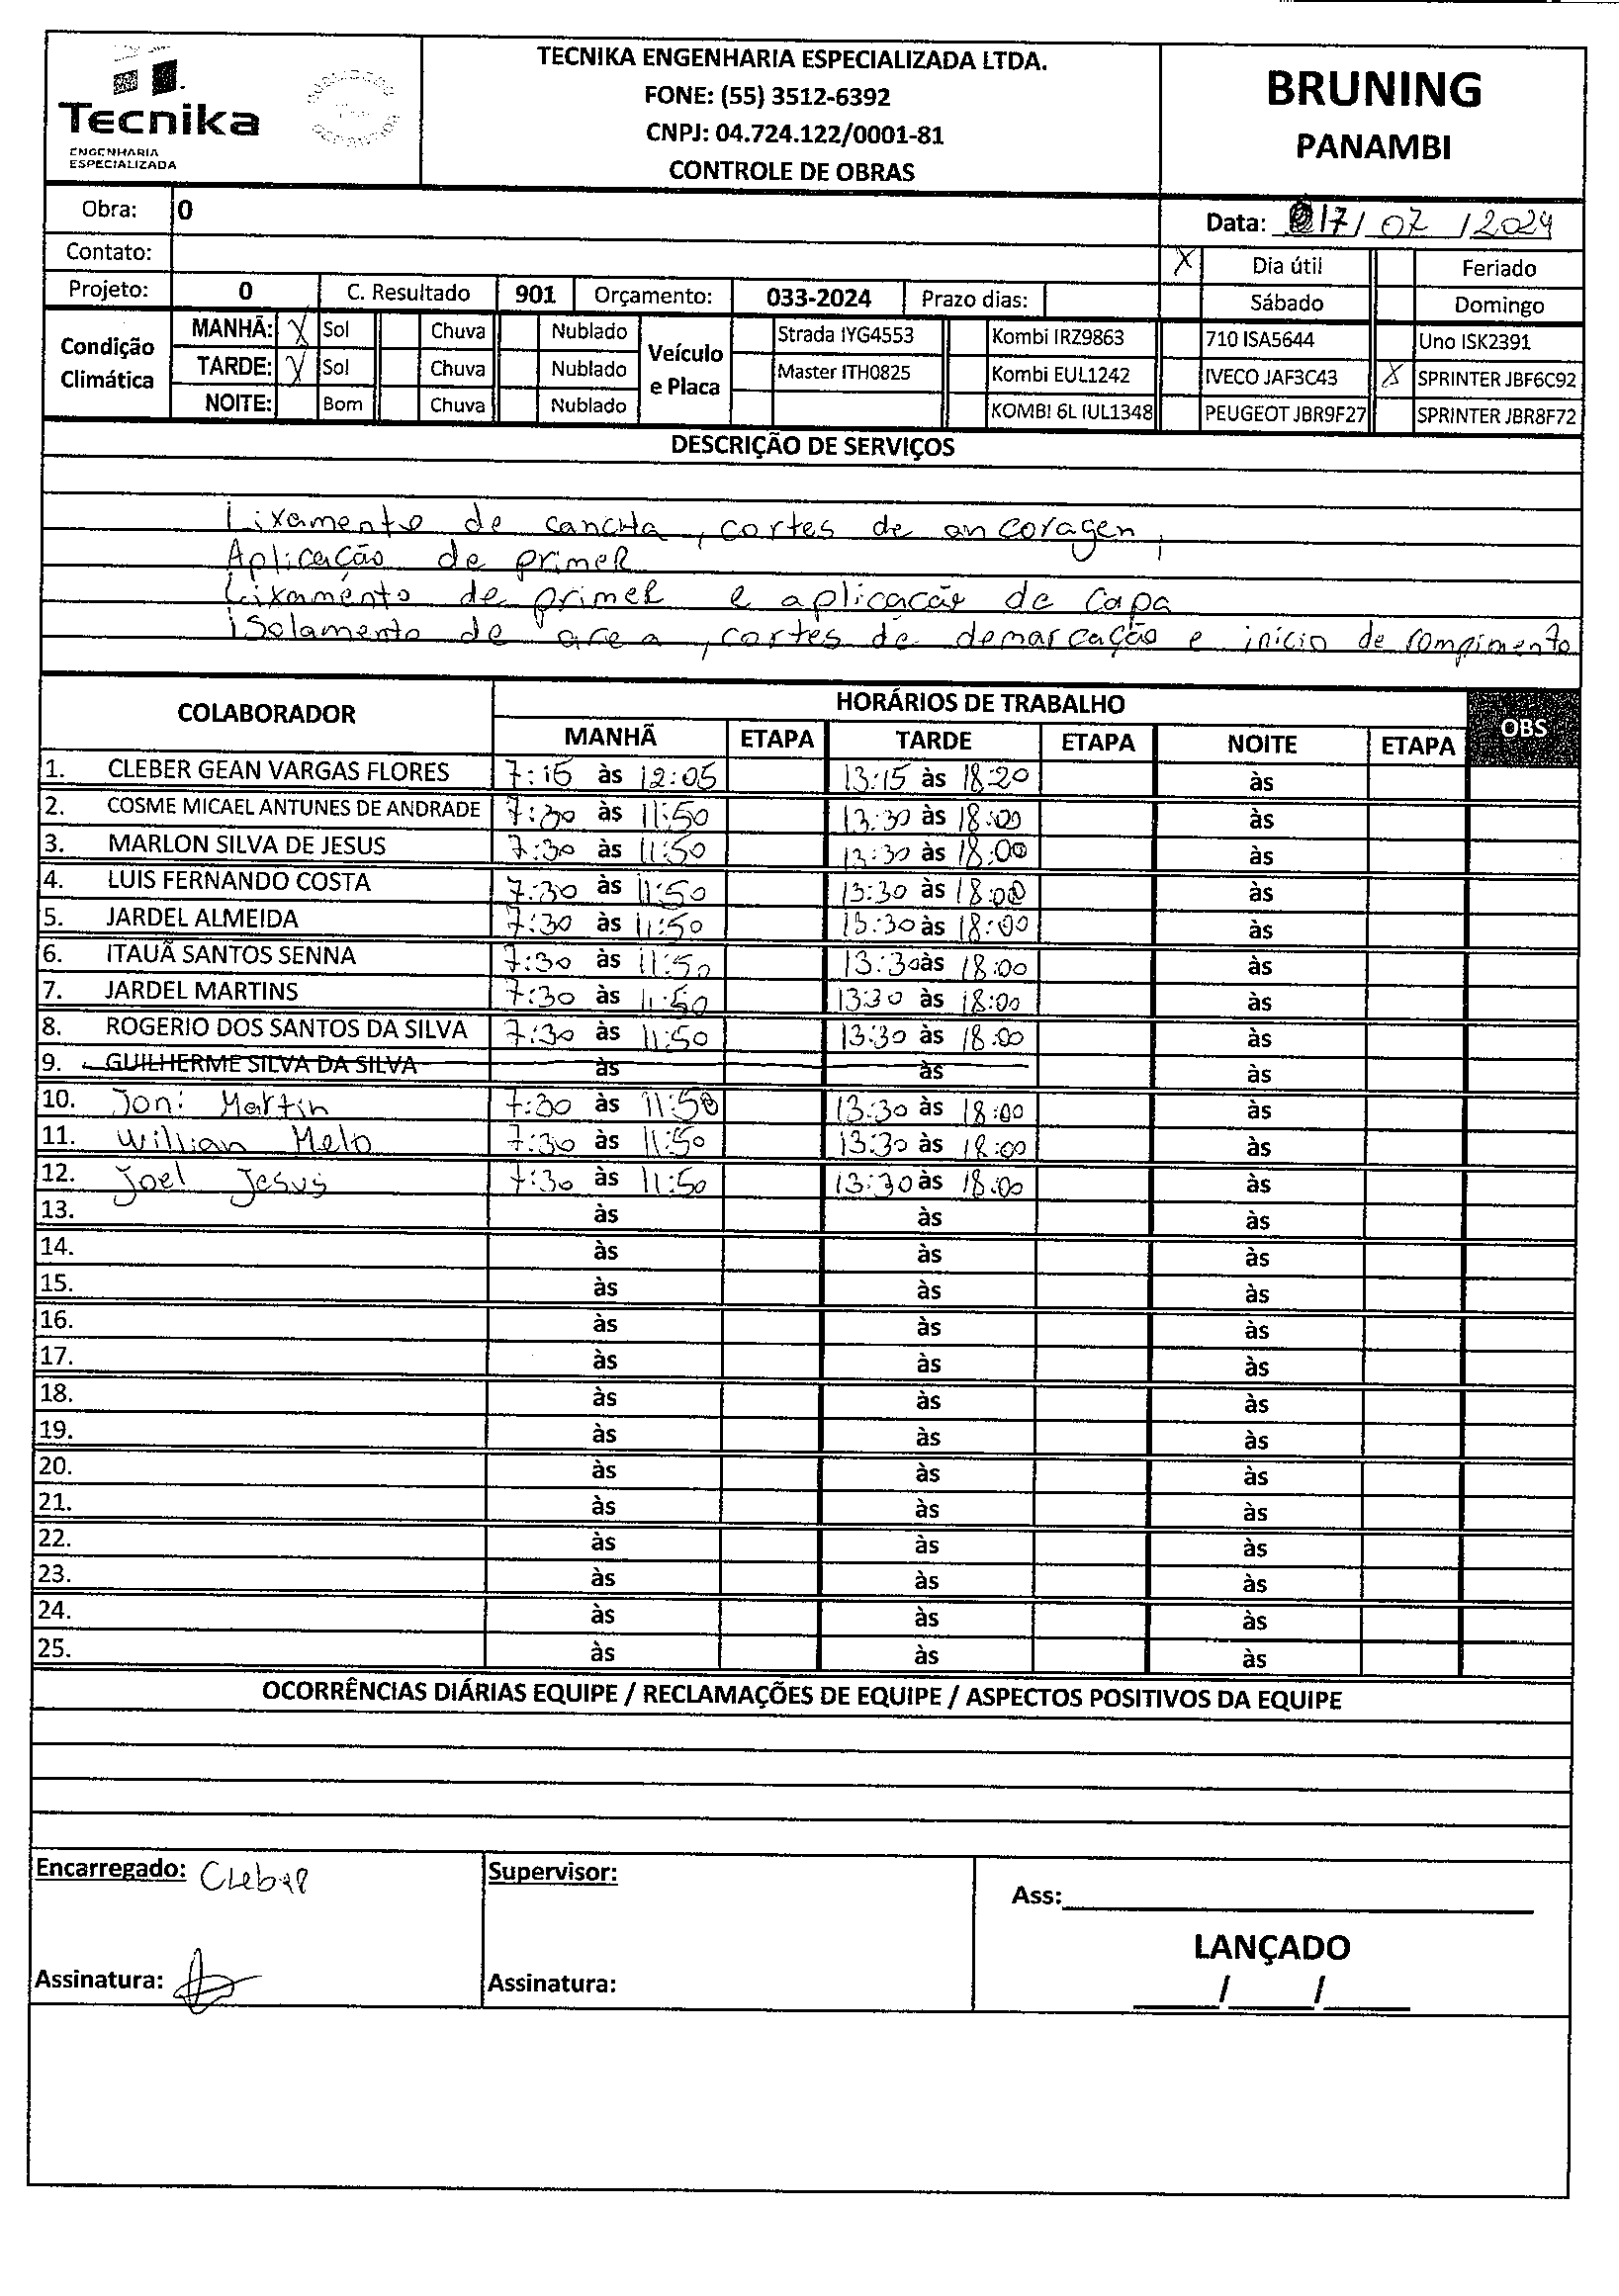 TECNIKA ENGENHARIA ESPECIALIZADA LTDA.
FONE: (55) 3512-6392
CNPJ: 04.724.122/0001-81
CONTROLE DE OBRAS
Tecnika
ENGENHARIA
ESPECIALIZADA
BRUNING
PANAMBI
Obra: 0
Data: 17/07/2024
Contato:
X Dia útil Feriado
Projeto: 0 C. Resultado 901 Orçamento: 033-2024 Prazo dias:
Sábado Domingo
Condição Climática
MANHÃ: X Sol Chuva Nublado
TARDE: X Sol Chuva Nublado
NOITE: Bom Chuva Nublado
Veículo e Placa
Strada IYG4553 Kombi IRZ9863 710 ISA5644 Uno ISK2391
Master ITH0825 Kombi EUL1242 IVECO JAF3C43 X SPRINTER JBF6C92
KOMBI 6L IUL1348 PEUGEOT JBR9F27 SPRINTER JBR8F72
DESCRIÇÃO DE SERVIÇOS
Lixamento de cancha, cortes de ancoragen,
Aplicação de primer
Lixamento de primer e aplicacão de capa
isolamento de area, cortes de demarcação e início de rompimento
COLABORADOR HORÁRIOS DE TRABALHO OBS
MANHÃ ETAPA TARDE ETAPA NOITE ETAPA
1. CLEBER GEAN VARGAS FLORES 7:15 às 12:05 13:15 às 18:20 às
2. COSME MICAEL ANTUNES DE ANDRADE 7:30 às 11:50 13:30 às 18:00 às
3. MARLON SILVA DE JESUS 7:30 às 11:50 13:30 às 18:00 às
4. LUIS FERNANDO COSTA 7:30 às 11:50 13:30 às 18:00 às
5. JARDEL ALMEIDA 7:30 às 11:50 13:30 às 18:00 às
6. ITAUÃ SANTOS SENNA 7:30 às 11:50 13:30 às 18:00 às
7. JARDEL MARTINS 7:30 às 11:50 13:30 às 18:00 às
8. ROGERIO DOS SANTOS DA SILVA 7:30 às 11:50 13:30 às 18:00 às
9. GUILHERME SILVA DA SILVA às às às
10. Joni Martin 7:30 às 11:50 13:30 às 18:00 às
11. Willian Melo 7:30 às 11:50 13:30 às 18:00 às
12. Joel Jesus 7:30 às 11:50 13:30 às 18:00 às
13. às às às
14. às às às
15. às às às
16. às às às
17. às às às
18. às às às
19. às às às
20. às às às
21. às às às
22. às às às
23. às às às
24. às às às
25. às às às
OCORRÊNCIAS DIÁRIAS EQUIPE / RECLAMAÇÕES DE EQUIPE / ASPECTOS POSITIVOS DA EQUIPE
Encarregado: Cleber
Supervisor:
Ass:
LANÇADO
Assinatura:
Assinatura:
/ /